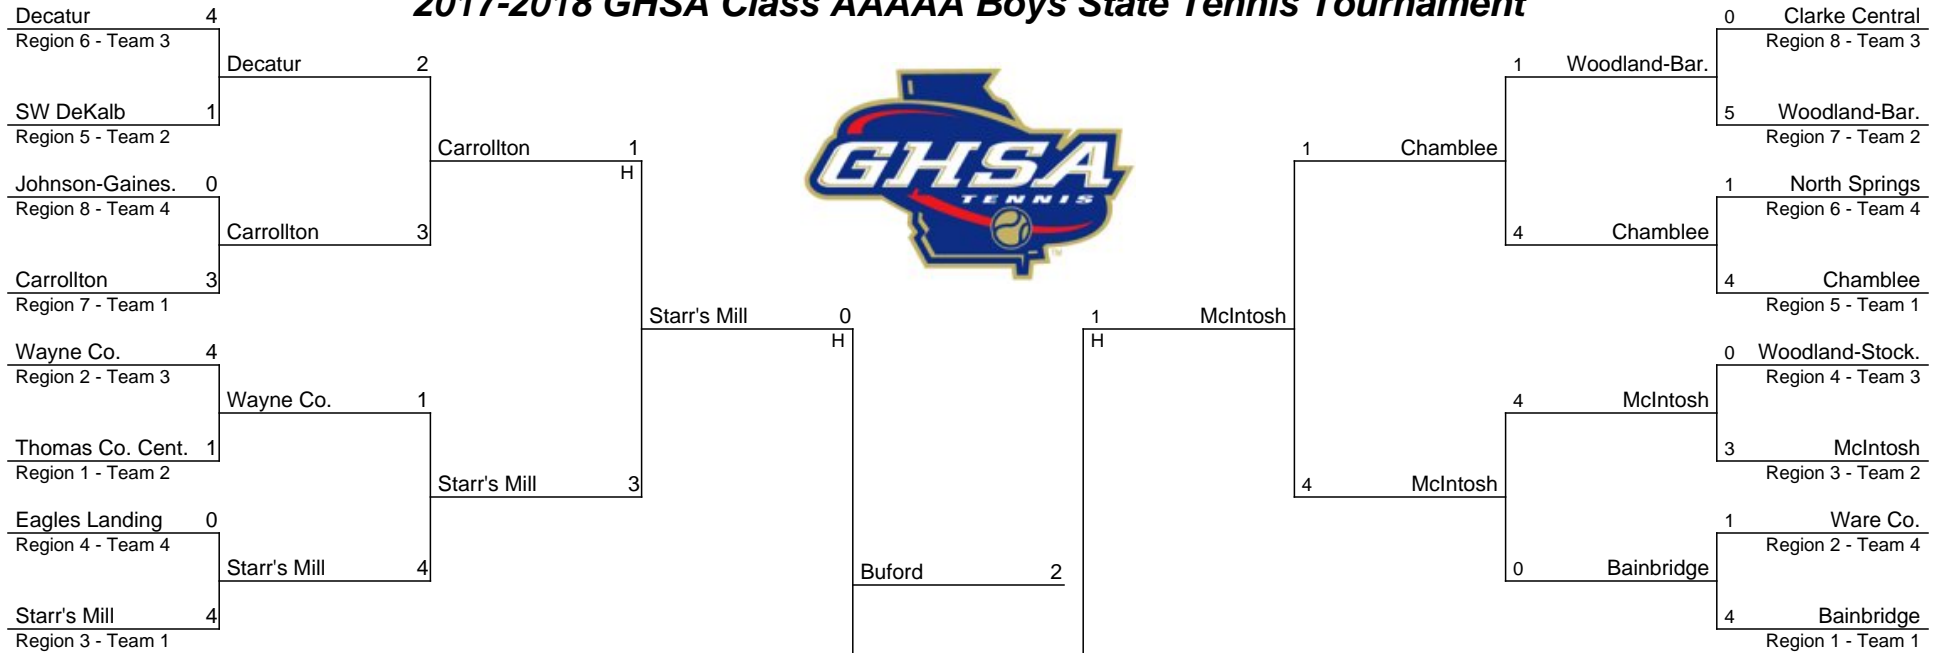 2017-2018 GHSA Class AAAAA Boys State Tennis Tournament
Decatur 4
Region 6 - Team 3
Decatur 2
SW DeKalb 1
Region 5 - Team 2
Carrollton 1
H
Johnson-Gaines. 0
Region 8 - Team 4
Carrollton 3
Carrollton 3
Region 7 - Team 1
Starr's Mill 0
H
Wayne Co. 4
Region 2 - Team 3
Wayne Co. 1
Thomas Co. Cent. 1
Region 1 - Team 2
Starr's Mill 3
Eagles Landing 0
Region 4 - Team 4
Starr's Mill 4
Starr's Mill 4
Region 3 - Team 1
Buford 2
GHSA
TENNIS
TM
0 Clarke Central
Region 8 - Team 3
1 Woodland-Bar.
5 Woodland-Bar.
Region 7 - Team 2
1 Chamblee
1 North Springs
Region 6 - Team 4
4 Chamblee
4 Chamblee
Region 5 - Team 1
1 McIntosh
H
0 Woodland-Stock.
Region 4 - Team 3
4 McIntosh
3 McIntosh
Region 3 - Team 2
4 McIntosh
1 Ware Co.
Region 2 - Team 4
0 Bainbridge
4 Bainbridge
Region 1 - Team 1